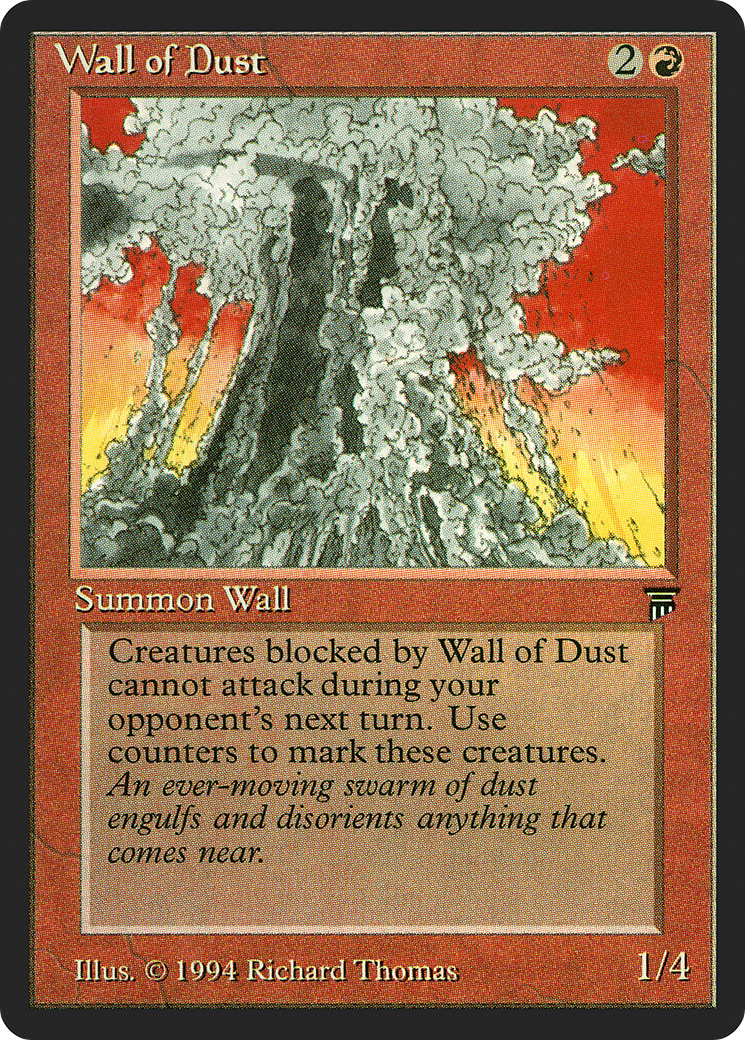 Wall of Dust
2
Summon Wall
Creatures blocked by Wall of Dust
cannot attack during your
opponent's next turn. Use
counters to mark these creatures.
An ever-moving swarm of dust
engulfs and disorients anything that
comes near.
Illus. © 1994 Richard Thomas
1/4